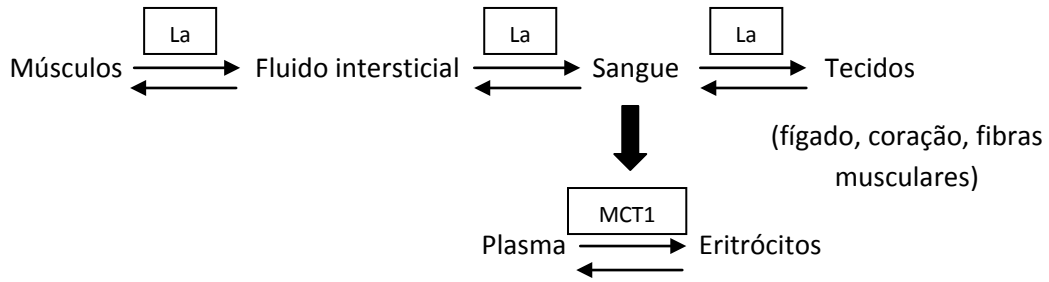 La La La
Músculos Fluido intersticial Sangue Tecidos
(fígado, coração, fibras
musculares)
MCT1
Plasma Eritrócitos